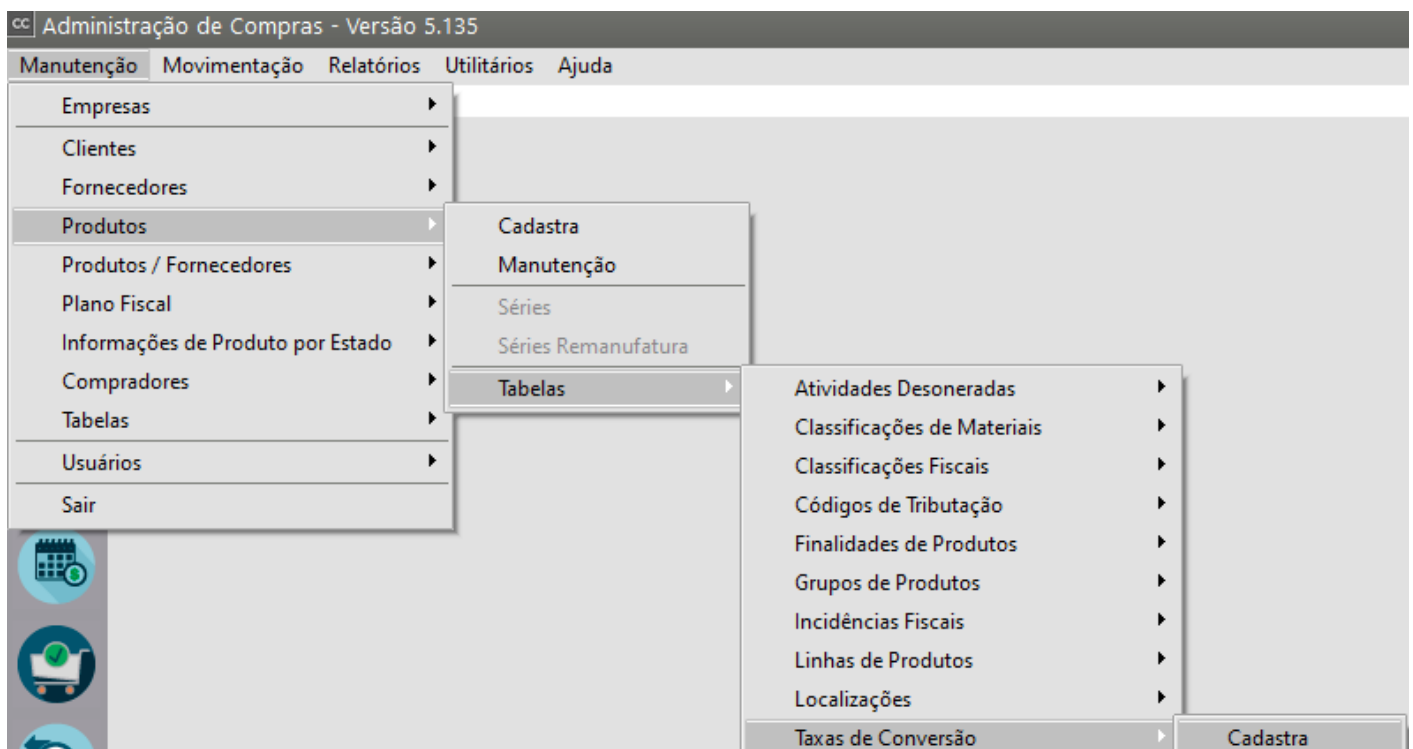 cc Administração de Compras - Versão 5.135
Manutenção Movimentação Relatórios Utilitários Ajuda
Empresas
Clientes
Fornecedores
Produtos
Produtos / Fornecedores
Plano Fiscal
Informações de Produto por Estado
Compradores
Tabelas
Usuários
Sair
Cadastra
Manutenção
Séries
Séries Remanufatura
Tabelas
Atividades Desoneradas
Classificações de Materiais
Classificações Fiscais
Códigos de Tributação
Finalidades de Produtos
Grupos de Produtos
Incidências Fiscais
Linhas de Produtos
Localizações
Taxas de Conversão
Cadastra